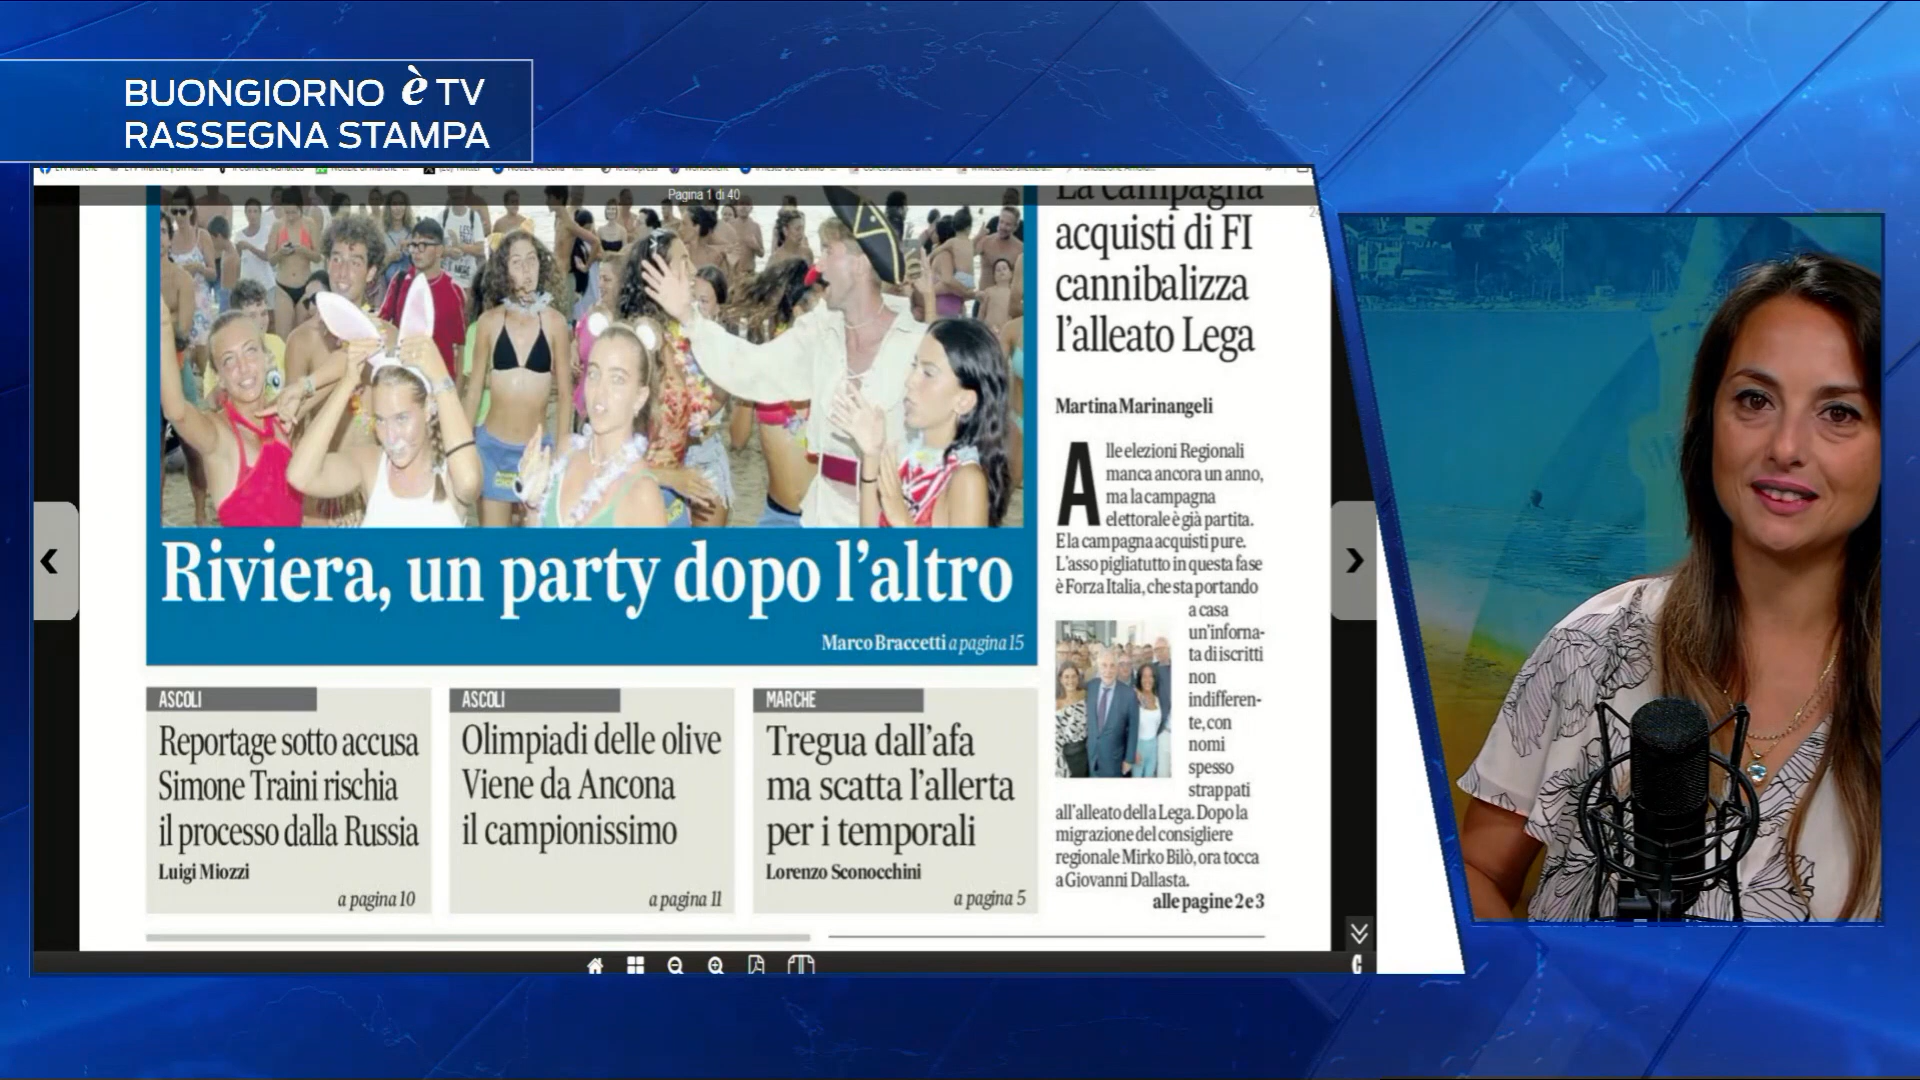 BUONGIORNO è TV
RASSEGNA STAMPA
Pagina 1 di 40
La campagna
acquisti di FI
cannibalizza
l'alleato Lega
Martina Marinangeli
Alle elezioni Regionali
manca ancora un anno,
ma la campagna
elettorale è già partita.
E la campagna acquisti pure.
L'asso pigliatutto in questa fase
è Forza Italia, che sta portando
a casa
un'inforna-
ta di iscritti
non
indifferen-
te, con
nomi
spesso
strappati
all'alleato della Lega. Dopo la
migrazione del consigliere
regionale Mirko Bilò, ora tocca
a Giovanni Dallasta.
alle pagine 2 e 3
Riviera, un party dopo l'altro
Marco Braccetti a pagina 15
ASCOLI
Reportage sotto accusa
Simone Traini rischia
il processo dalla Russia
Luigi Miozzi
a pagina 10
ASCOLI
Olimpiadi delle olive
Viene da Ancona
il campionissimo
a pagina 11
MARCHE
Tregua dall'afa
ma scatta l'allerta
per i temporali
Lorenzo Sconocchini
a pagina 5